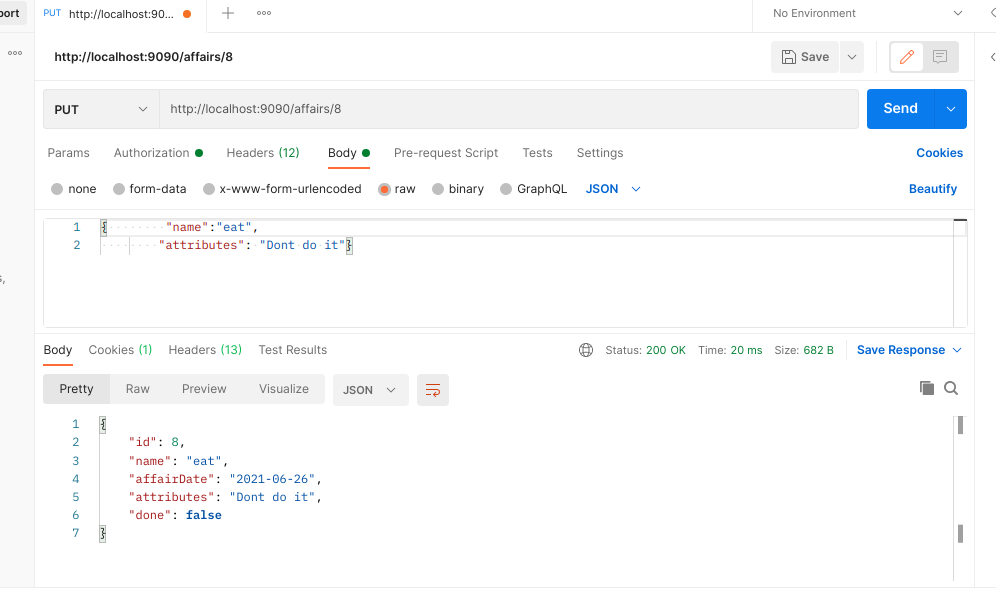 port PUT http://localhost:90... No Environment
http://localhost:9090/affairs/8 Save
PUT http://localhost:9090/affairs/8 Send
Params Authorization Headers (12) Body Pre-request Script Tests Settings Cookies
none form-data x-www-form-urlencoded raw binary GraphQL JSON Beautify
1 { "name":"eat",
2 "attributes": "Dont do it"}
s,
Body Cookies (1) Headers (13) Test Results Status: 200 OK Time: 20 ms Size: 682 B Save Response
Pretty Raw Preview Visualize JSON
1 {
2 "id": 8,
3 "name": "eat",
4 "affairDate": "2021-06-26",
5 "attributes": "Dont do it",
6 "done": false
7 }